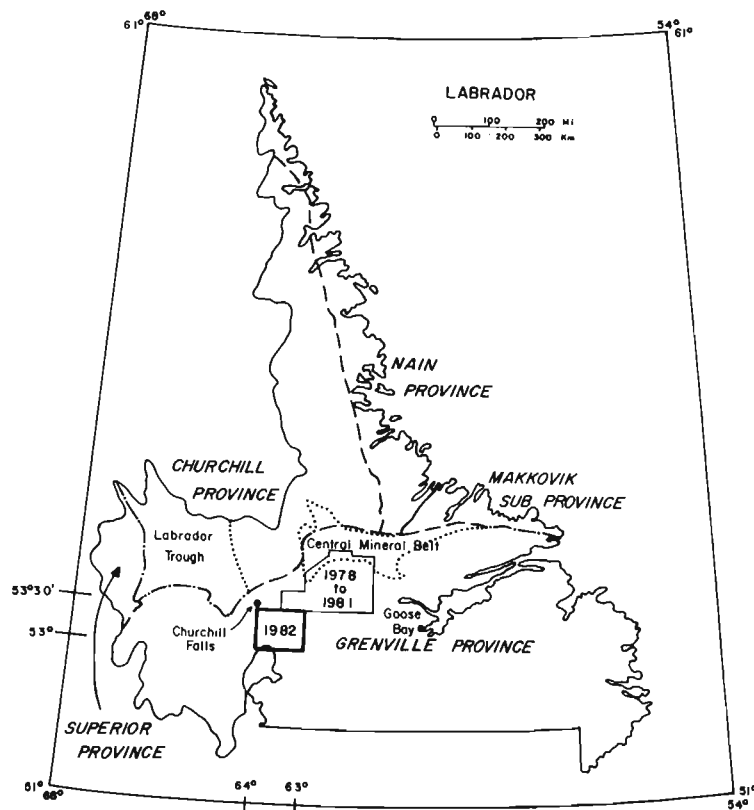 68°
61°
54°
61°
LABRADOR
0 100 200 Mi
0 100 200 300 Km
NAIN
PROVINCE
CHURCHILL
PROVINCE
MAKKOVIK
SUB PROVINCE
Labrador
Trough
Central Mineral Belt
1978
to
1981
53°30'
53°
Churchill
Falls
1982
Goose
Bay
GRENVILLE PROVINCE
SUPERIOR
PROVINCE
51°
68°
64°
63°
51°
54°